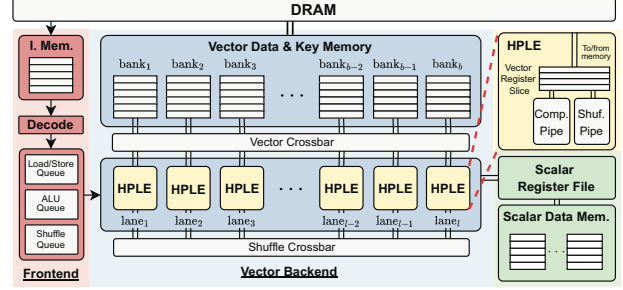 DRAM
I. Mem.
Decode
Load/Store
Queue
ALU
Queue
Shuffle
Queue
Frontend
Vector Data & Key Memory
bank1 bank2 bank3 ... bankb−2 bankb−1 bankb
Vector Crossbar
HPLE HPLE HPLE ... HPLE HPLE HPLE
lane1 lane2 lane3 lanel−2 lanel−1 lanel
Shuffle Crossbar
Vector Backend
HPLE
To/from
memory
Vector
Register
Slice
Comp.
Pipe
Shuf.
Pipe
Scalar
Register File
Scalar Data Mem.
...